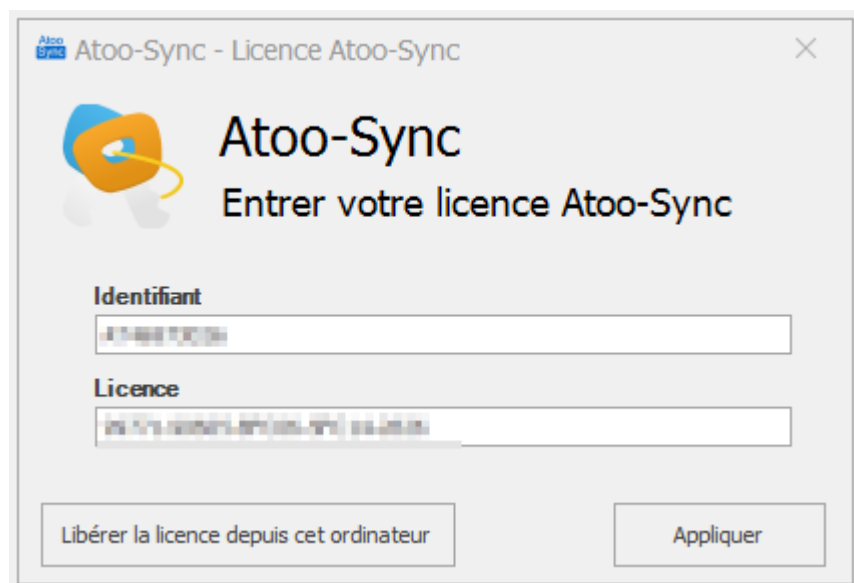 Atoo
Sync
Atoo-Sync - Licence Atoo-Sync
Atoo-Sync
Entrer votre licence Atoo-Sync
Identifiant
Licence
Libérer la licence depuis cet ordinateur
Appliquer